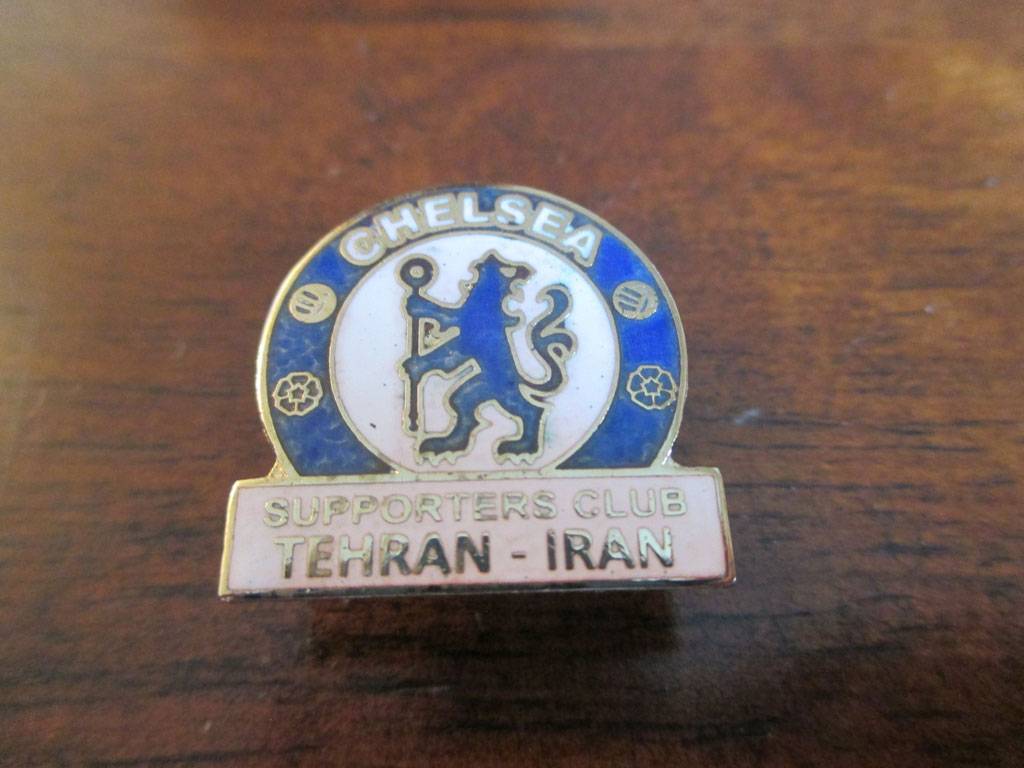 CHELSEA
SUPPORTERS CLUB
TEHRAN - IRAN